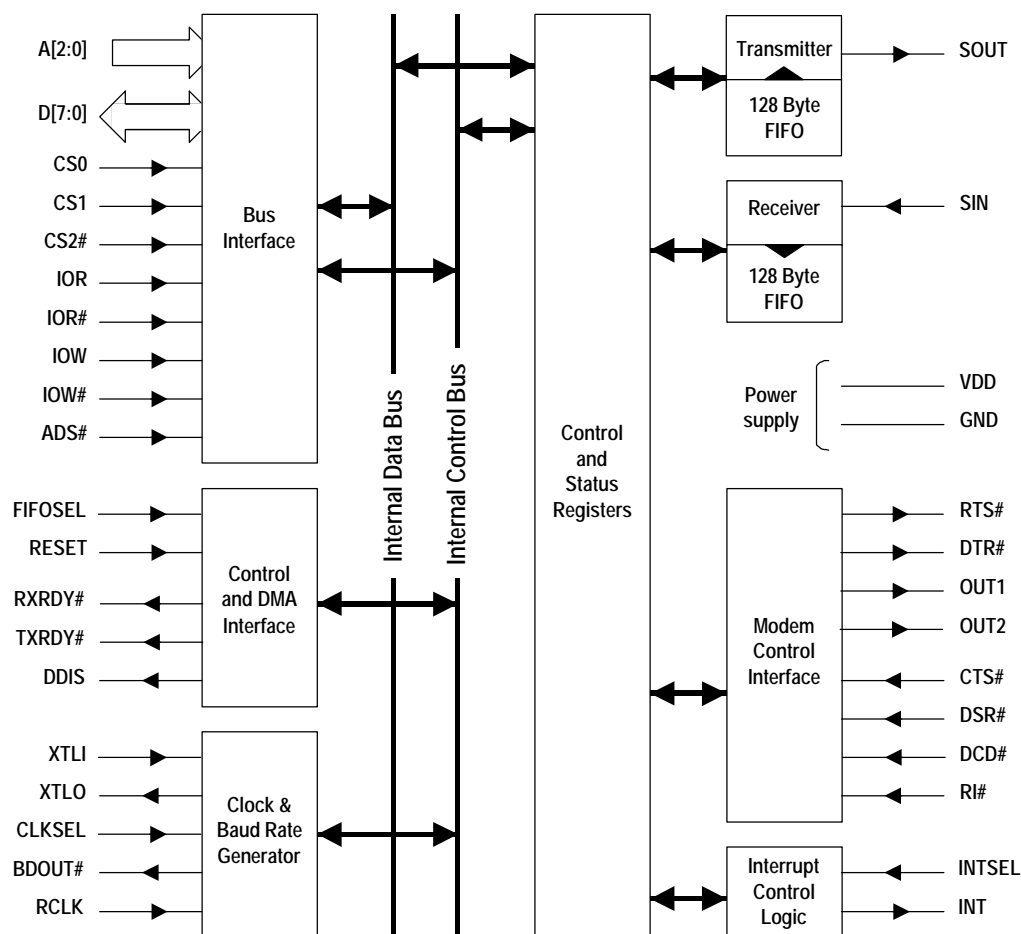 A[2:0]
D[7:0]
CS0
CS1
CS2#
IOR
IOR#
IOW
IOW#
ADS#
Bus
Interface
FIFOSEL
RESET
RXRDY#
TXRDY#
DDIS
Control
and DMA
Interface
XTLI
XTLO
CLKSEL
BDOUT#
RCLK
Clock &
Baud Rate
Generator
Internal Data Bus
Internal Control Bus
Control
and
Status
Registers
Transmitter
128 Byte
FIFO
SOUT
Receiver
128 Byte
FIFO
SIN
Power
supply
VDD
GND
Modem
Control
Interface
RTS#
DTR#
OUT1
OUT2
CTS#
DSR#
DCD#
RI#
Interrupt
Control
Logic
INTSEL
INT